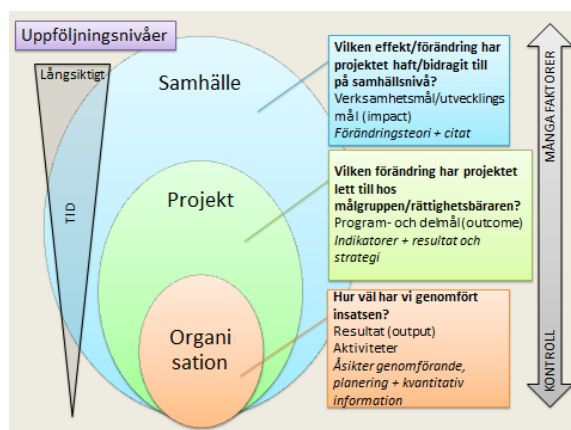 Uppföljningsnivåer
Långsiktigt
TID
Samhälle
Projekt
Organi
sation
Vilken effekt/förändring har
projektet haft/bidragit till
på samhällsnivå?
Verksamhetsmål/utvecklings
mål (impact)
Förändringsteori + citat
Vilken förändring har projektet
lett till hos
målgruppen/rättighetsbäraren?
Program- och delmål (outcome)
Indikatorer + resultat och
strategi
Hur väl har vi genomfört
insatsen?
Resultat (output)
Aktiviteter
Åsikter genomförande,
planering + kvantitativ
information
MÅNGA FAKTORER
KONTROLL